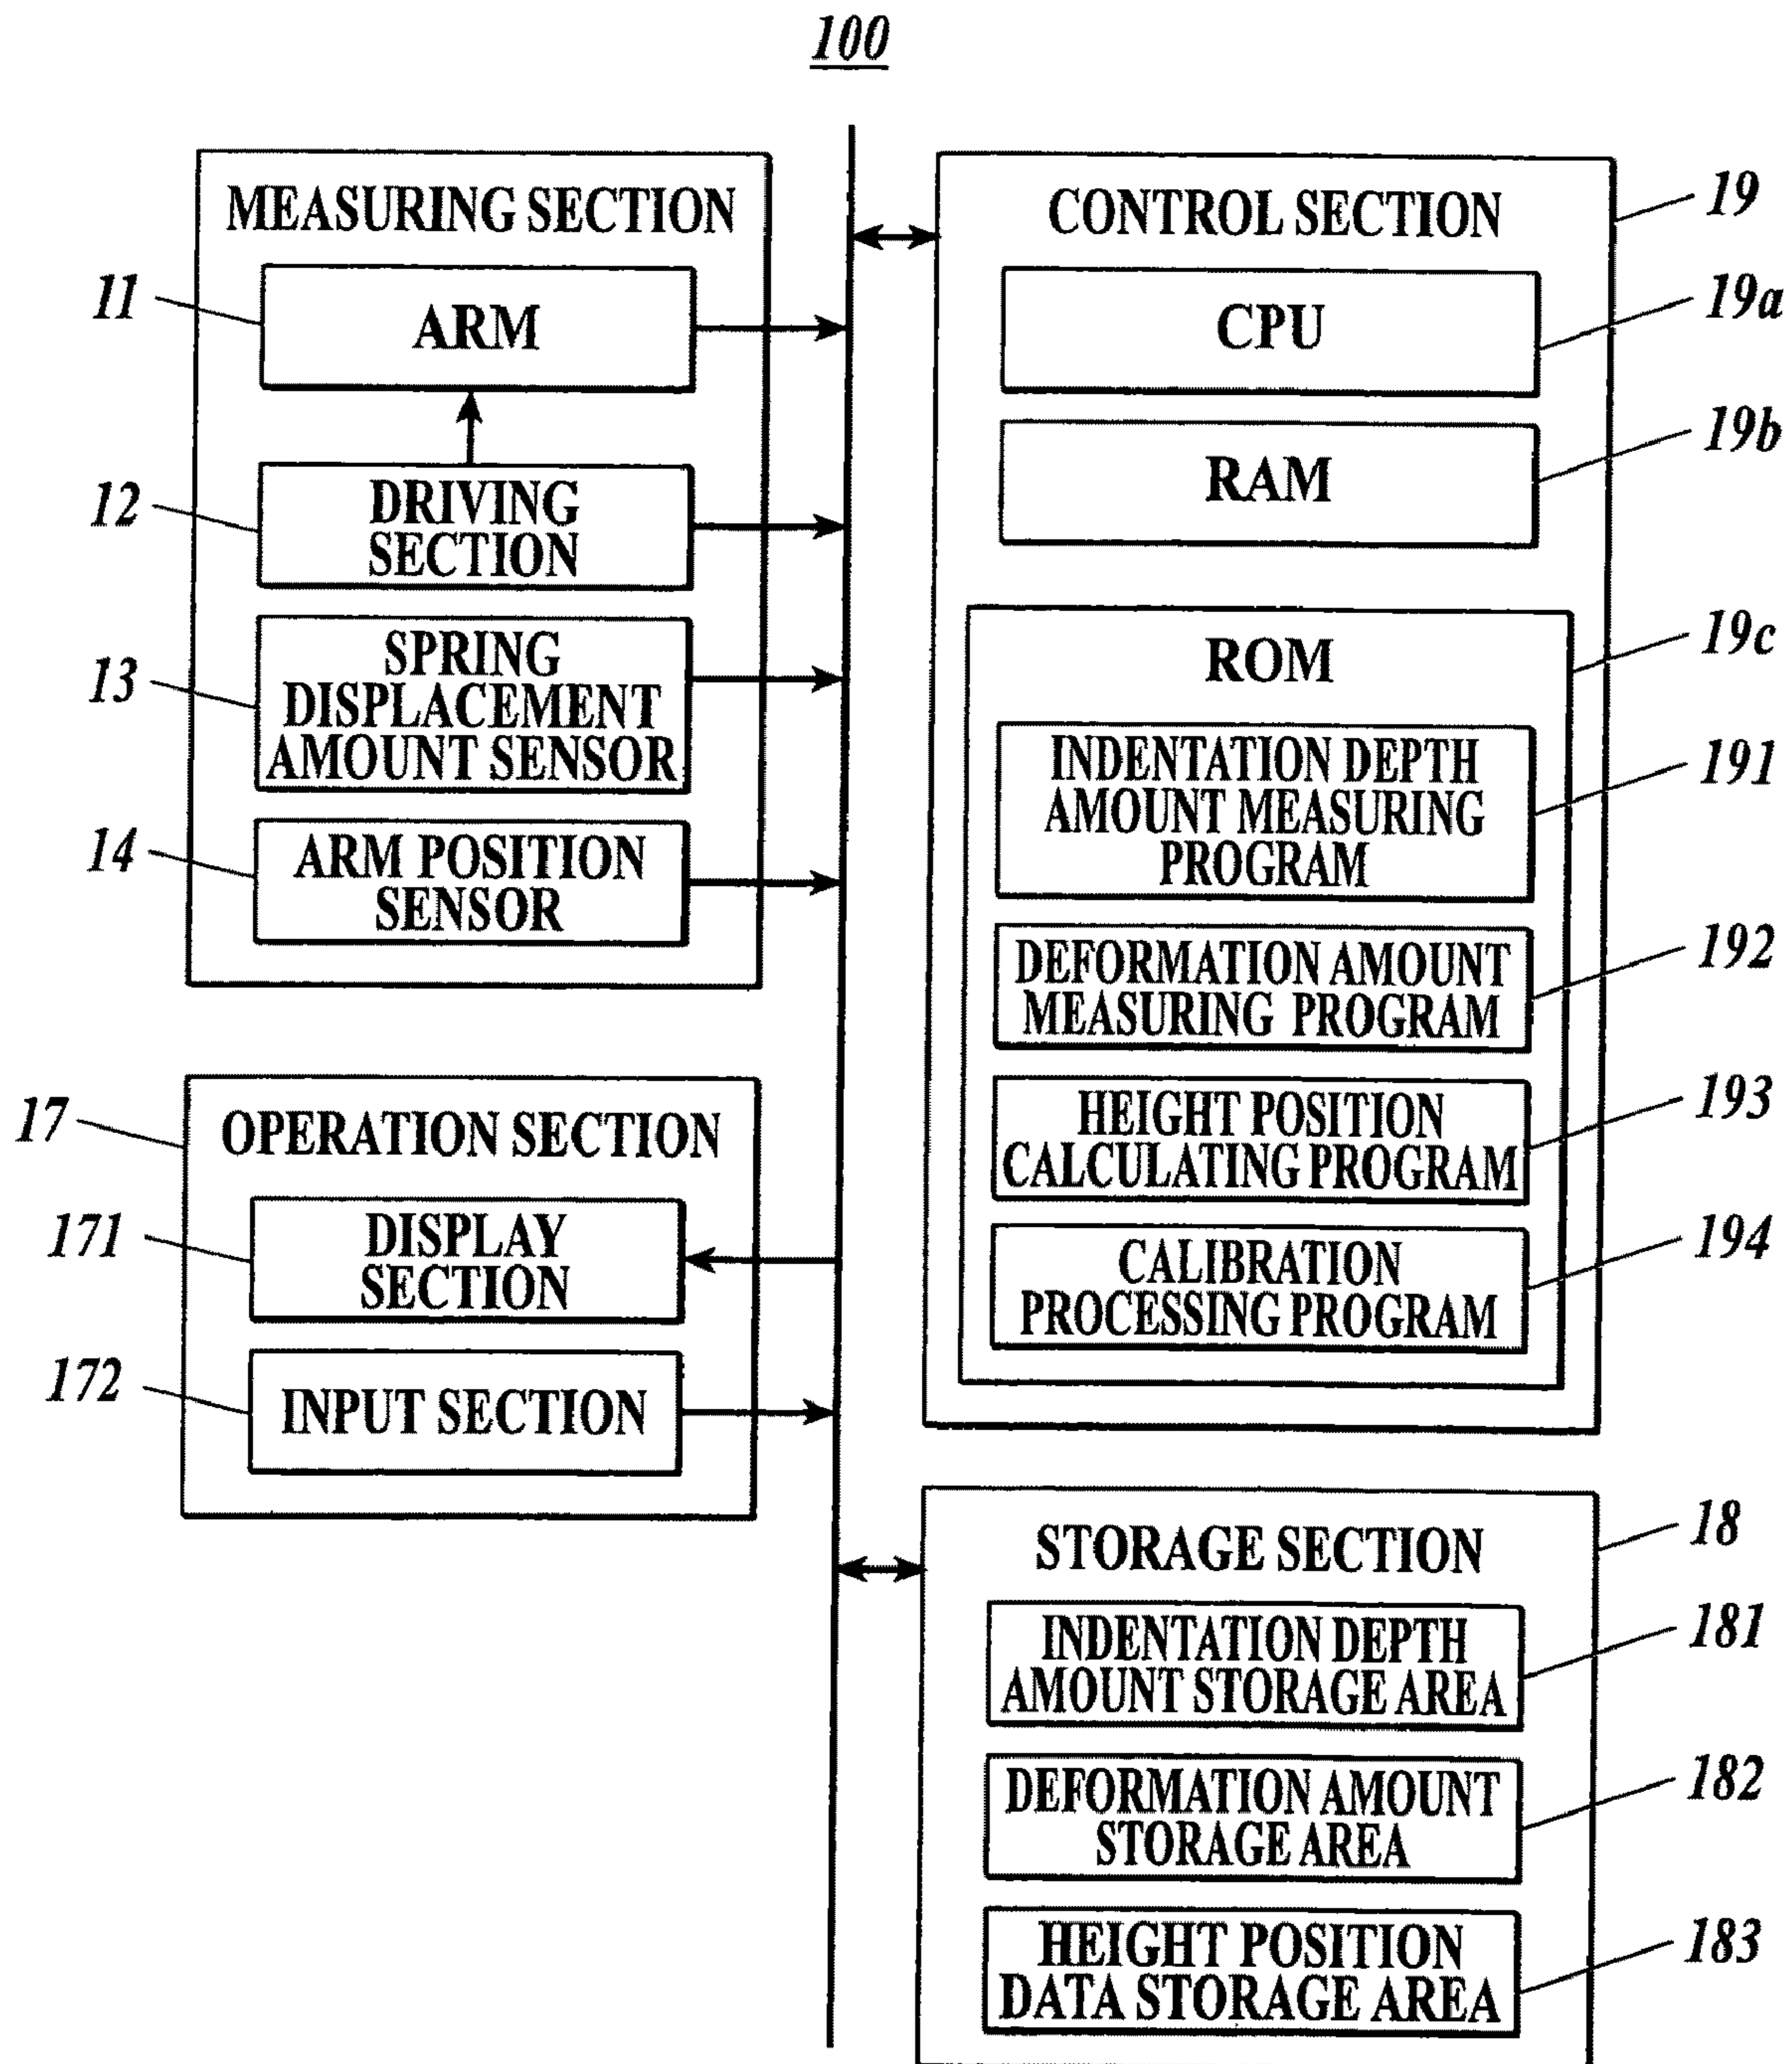 100
MEASURING SECTION
11
ARM
12
DRIVING
SECTION
13
SPRING
DISPLACEMENT
AMOUNT SENSOR
14
ARM POSITION
SENSOR
17
OPERATION SECTION
171
DISPLAY
SECTION
172
INPUT SECTION
CONTROL SECTION
19
CPU
19a
RAM
19b
ROM
19c
INDENTATION DEPTH
AMOUNT MEASURING
PROGRAM
191
DEFORMATION AMOUNT
MEASURING PROGRAM
192
HEIGHT POSITION
CALCULATING PROGRAM
193
CALIBRATION
PROCESSING PROGRAM
194
STORAGE SECTION
18
INDENTATION DEPTH
AMOUNT STORAGE AREA
181
DEFORMATION AMOUNT
STORAGE AREA
182
HEIGHT POSITION
DATA STORAGE AREA
183